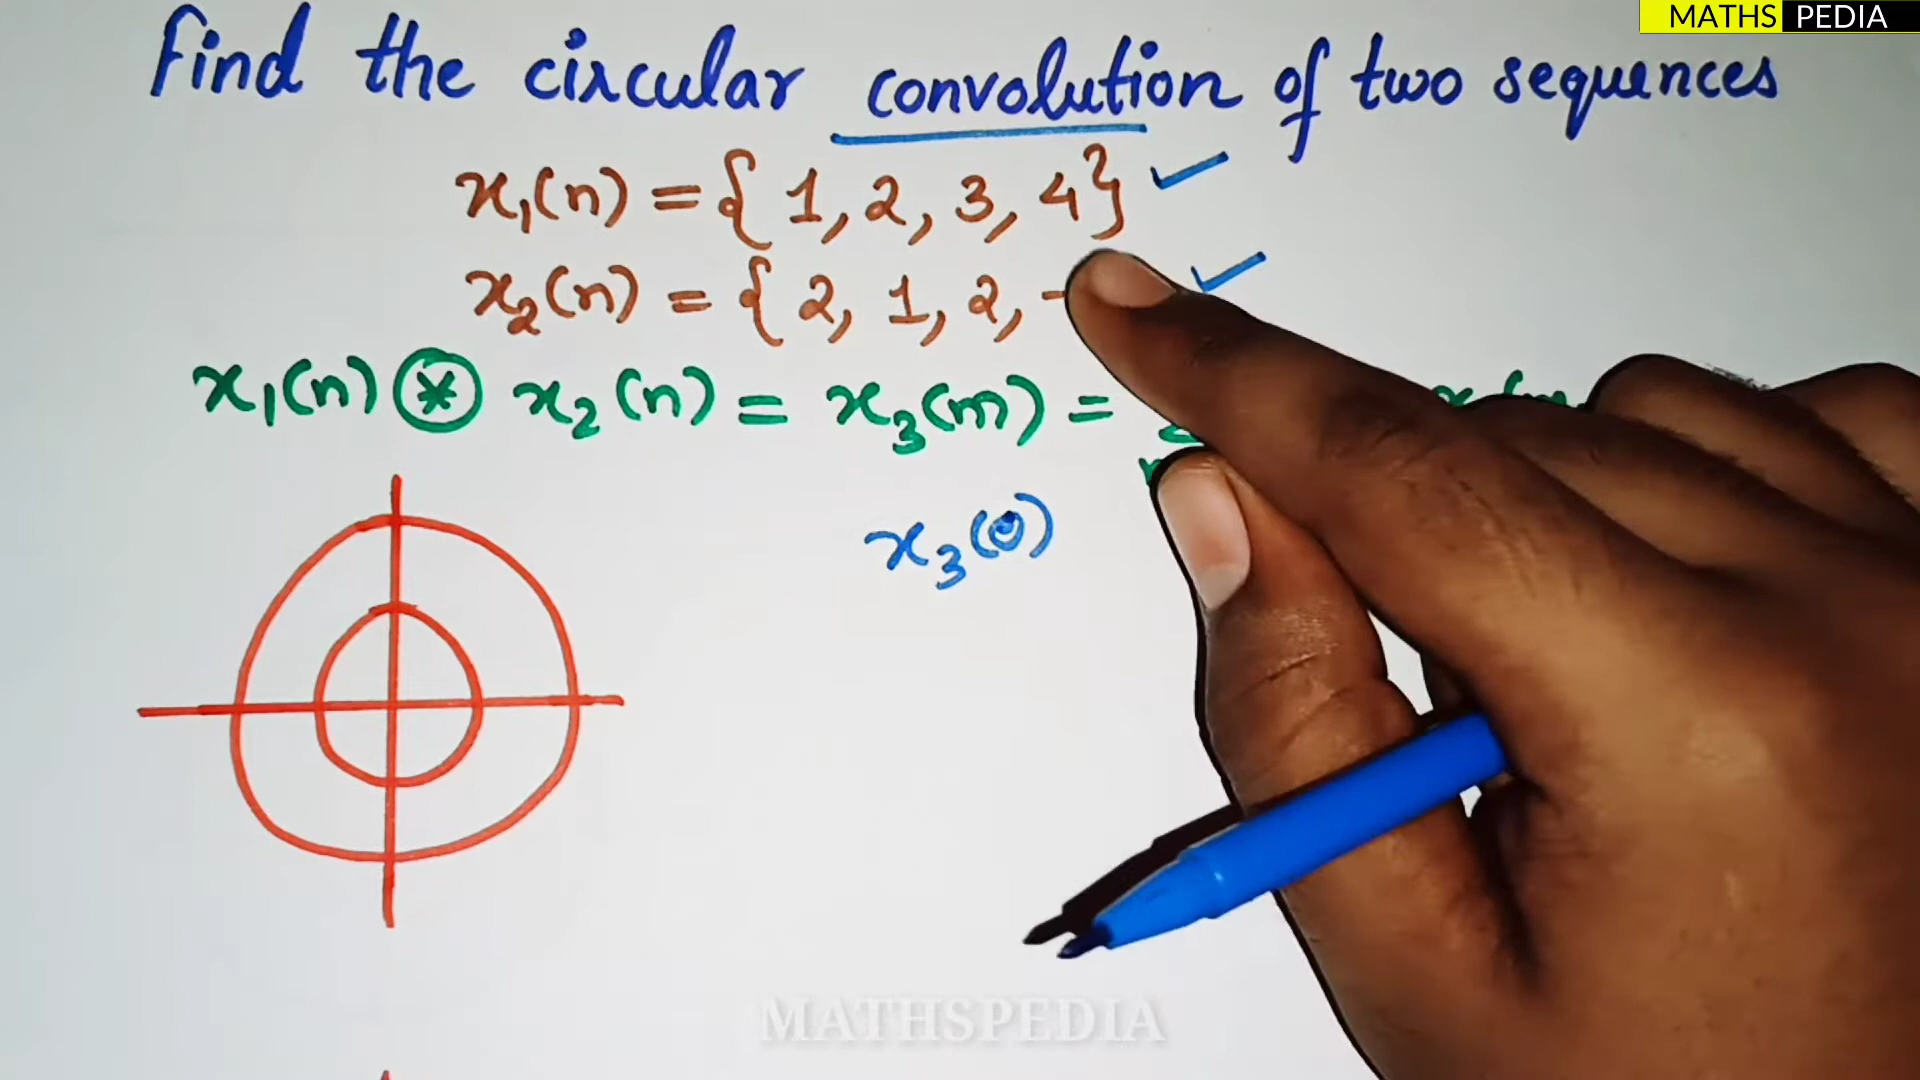 MATHS PEDIA
Find the circular convolution of two sequences
x₁(n) = { 1, 2, 3, 4}
x₂(n) = { 2, 1, 2, -
x₁(n) ⊛ x₂(n) = x₃(m) =
x₃(0)
MATHSPEDIA